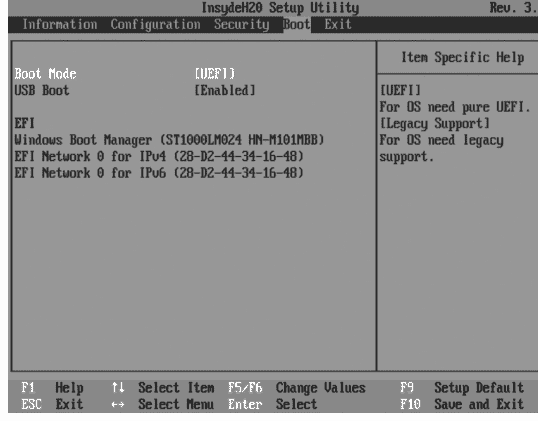 InsydeH20 Setup Utility Rev. 3.
Information Configuration Security Boot Exit
Item Specific Help
Boot Mode [UEFI]
USB Boot [Enabled]
EFI
Windows Boot Manager (ST1000LM024 HN-M101MBB)
EFI Network 0 for IPv4 (28-D2-44-34-16-48)
EFI Network 0 for IPv6 (28-D2-44-34-16-48)
[UEFI]
For OS need pure UEFI.
[Legacy Support]
For OS need legacy
support.
F1 Help ↑↓ Select Item F5/F6 Change Values F9 Setup Default
ESC Exit ↔ Select Menu Enter Select F10 Save and Exit